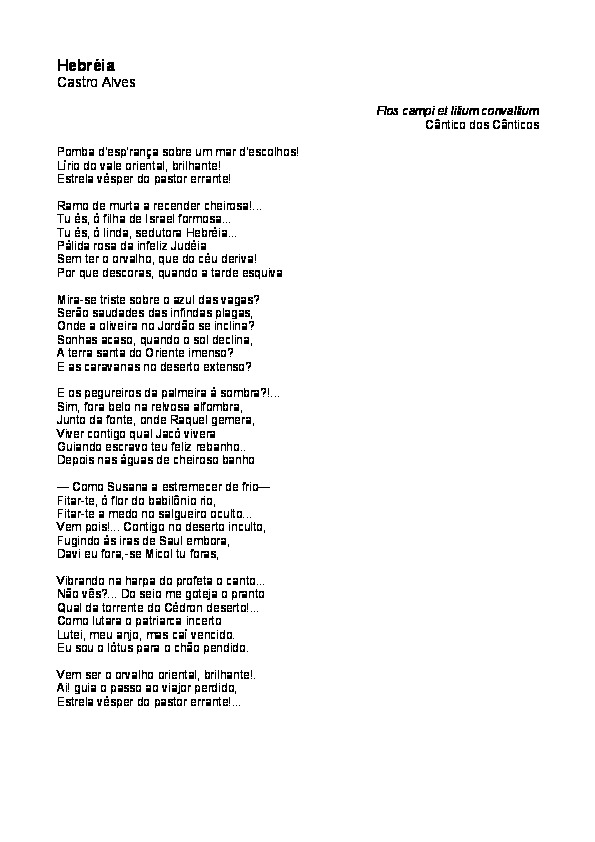 Hebréia
Castro Alves
Flos campi et lilium convallium
Cântico dos Cânticos
Pomba d'esp'rança sobre um mar d'escolhos!
Lírio do vale oriental, brilhante!
Estrela vésper do pastor errante!
Ramo de murta a recender cheirosa!...
Tu és, ó filha de Israel formosa...
Tu és, ó linda, sedutora Hebréia...
Pálida rosa da infeliz Judéia
Sem ter o orvalho, que do céu deriva!
Por que descoras, quando a tarde esquiva
Mira-se triste sobre o azul das vagas?
Serão saudades das infindas plagas,
Onde a oliveira no Jordão se inclina?
Sonhas acaso, quando o sol declina,
A terra santa do Oriente imenso?
E as caravanas no deserto extenso?
E os pegureiros da palmeira à sombra?!...
Sim, fora belo na relvosa alfombra,
Junto da fonte, onde Raquel gemera,
Viver contigo qual Jacó vivera
Guiando escravo teu feliz rebanho..
Depois nas águas de cheiroso banho
— Como Susana a estremecer de frio—
Fitar-te, ó flor do babilônio rio,
Fitar-te a medo no salgueiro oculto...
Vem pois!... Contigo no deserto inculto,
Fugindo às iras de Saul embora,
Davi eu fora,-se Micol tu foras,
Vibrando na harpa do profeta o canto...
Não vês?... Do seio me goteja o pranto
Qual da torrente do Cédron deserto!...
Como lutara o patriarca incerto
Lutei, meu anjo, mas caí vencido.
Eu sou o lótus para o chão pendido.
Vem ser o orvalho oriental, brilhante!.
Ai! guia o passo ao viajor perdido,
Estrela vésper do pastor errante!...